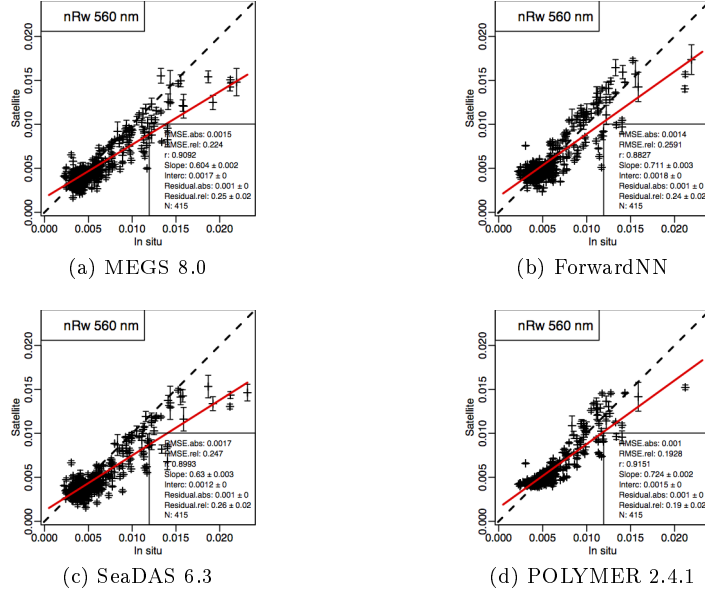 nRw 560 nm
Satellite
0.020
0.015
0.010
0.005
0.000
RMSE.abs: 0.0015
RMSE.rel: 0.224
r: 0.9092
Slope: 0.604 ± 0.002
Interc: 0.0017 ± 0
Residual.abs: 0.001 ± 0
Residual.rel: 0.25 ± 0.02
N: 415
0.000 0.005 0.010 0.015 0.020
In situ
(a) MEGS 8.0
nRw 560 nm
Satellite
0.020
0.015
0.010
0.005
0.000
RMSE.abs: 0.0014
RMSE.rel: 0.2591
r: 0.8827
Slope: 0.711 ± 0.003
Interc: 0.0018 ± 0
Residual.abs: 0.001 ± 0
Residual.rel: 0.24 ± 0.02
N: 415
0.000 0.005 0.010 0.015 0.020
In situ
(b) ForwardNN
nRw 560 nm
Satellite
0.020
0.015
0.010
0.005
0.000
RMSE.abs: 0.0017
RMSE.rel: 0.247
r: 0.8993
Slope: 0.63 ± 0.003
Interc: 0.0012 ± 0
Residual.abs: 0.001 ± 0
Residual.rel: 0.26 ± 0.02
N: 415
0.000 0.005 0.010 0.015 0.020
In situ
(c) SeaDAS 6.3
nRw 560 nm
Satellite
0.020
0.015
0.010
0.005
0.000
RMSE.abs: 0.001
RMSE.rel: 0.1928
r: 0.9151
Slope: 0.724 ± 0.002
Interc: 0.0015 ± 0
Residual.abs: 0.001 ± 0
Residual.rel: 0.19 ± 0.02
N: 415
0.000 0.005 0.010 0.015 0.020
In situ
(d) POLYMER 2.4.1